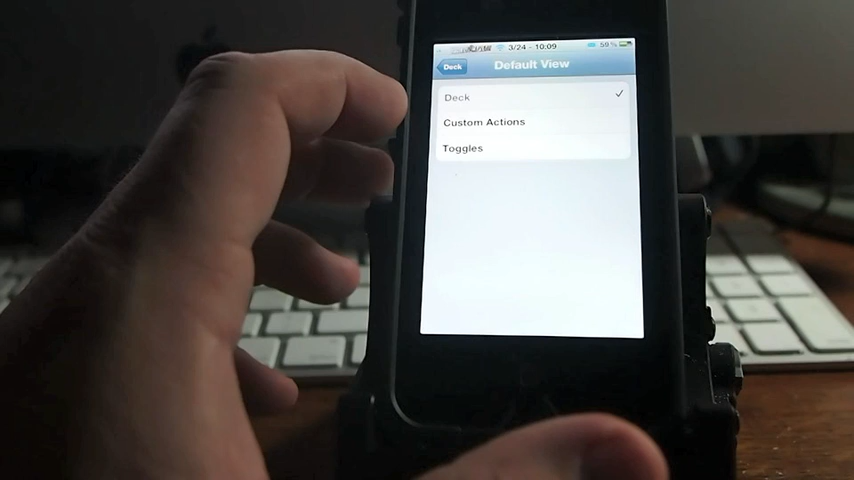 3/24 - 10:09 59%
Deck Default View
Deck
Custom Actions
Toggles